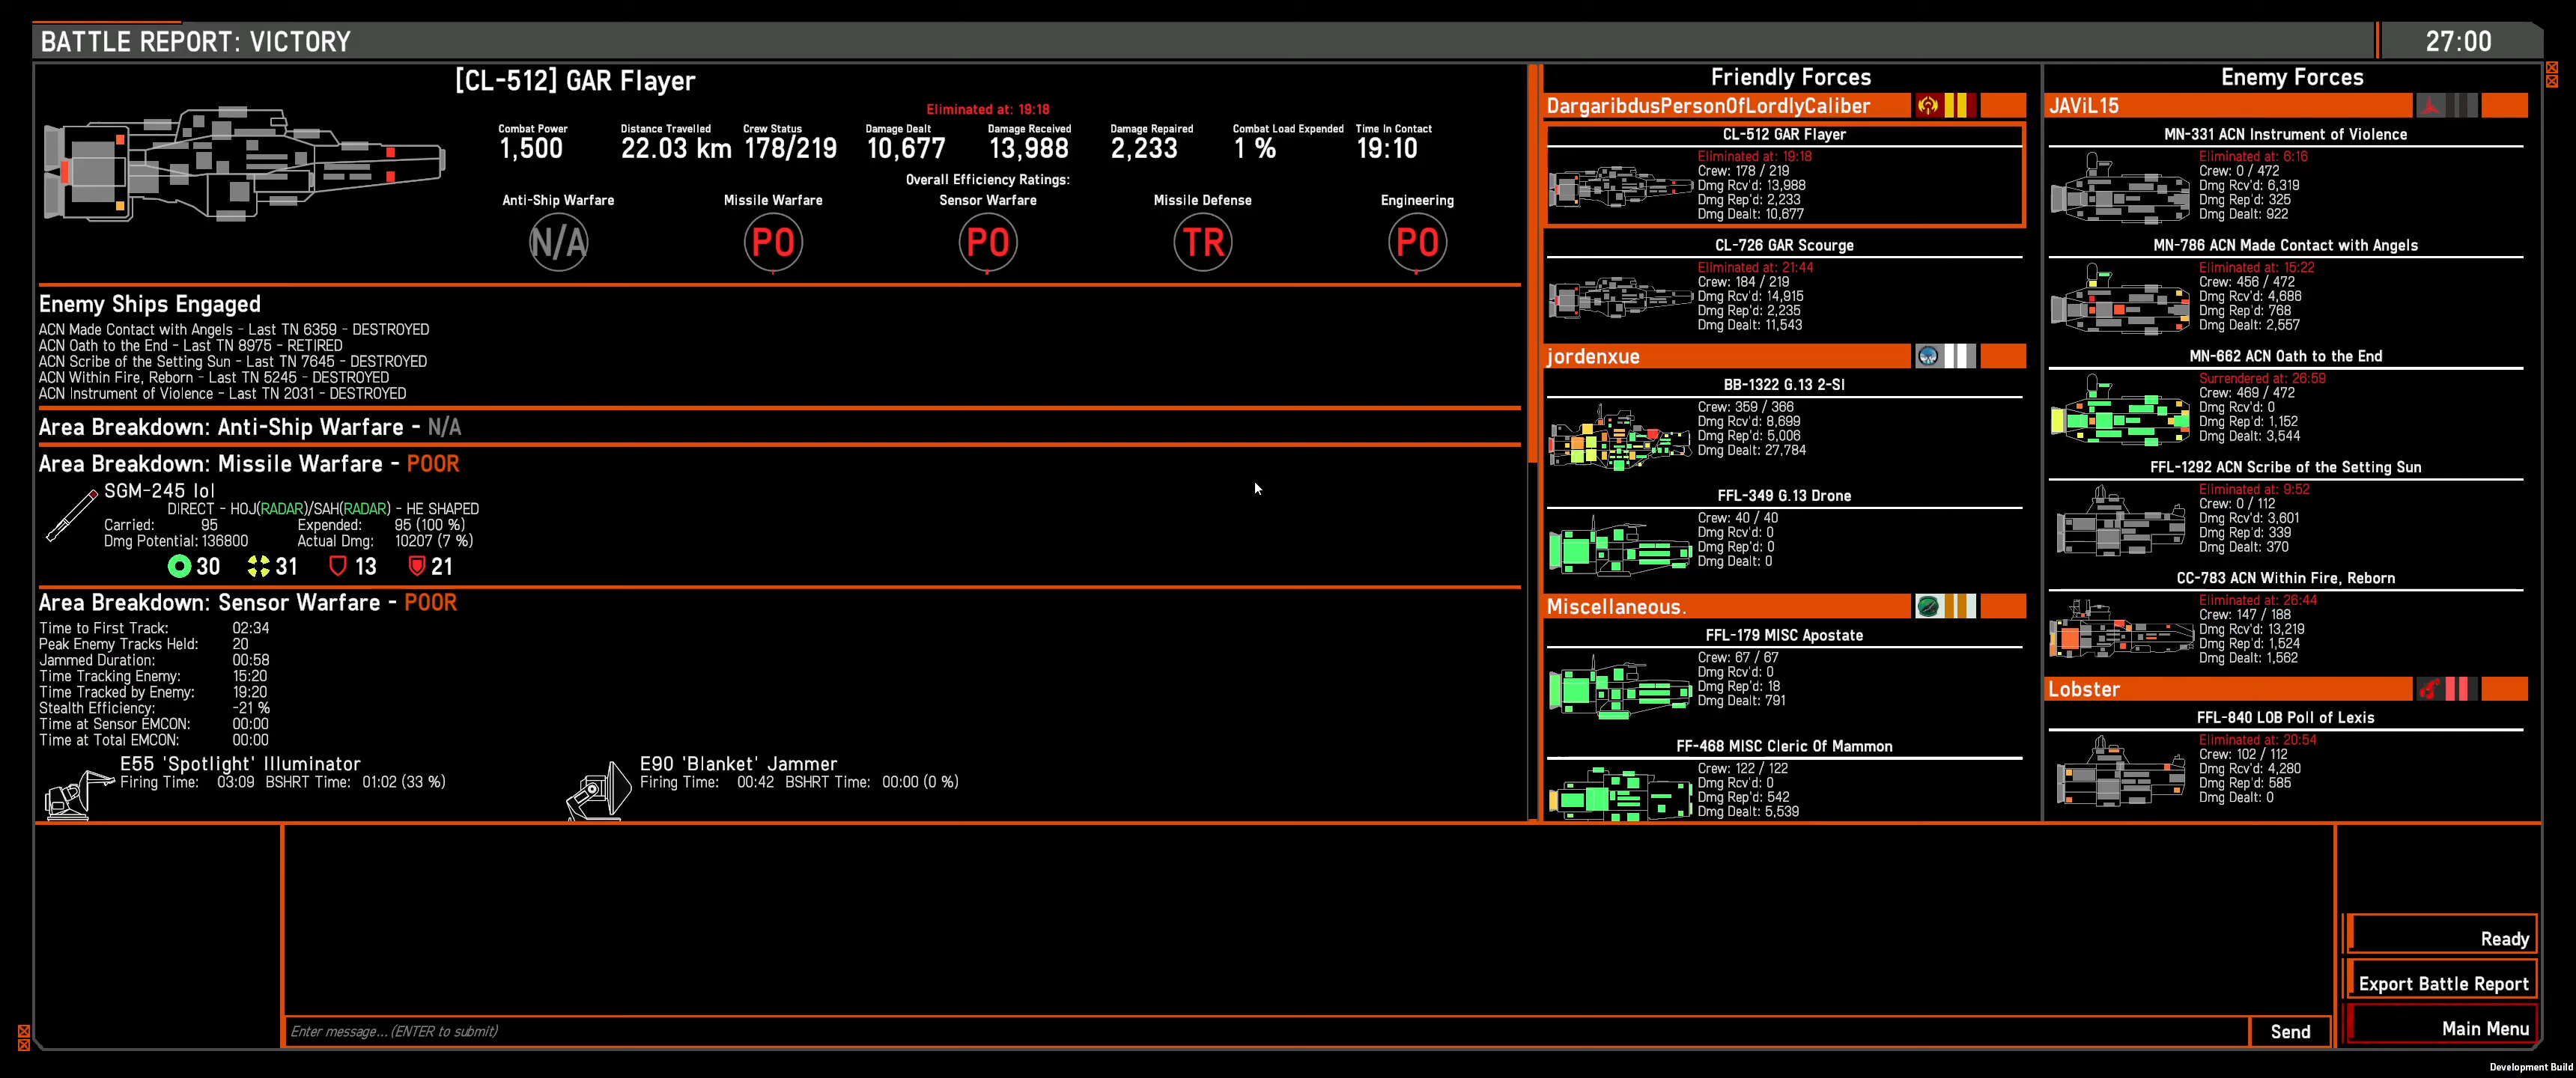 BATTLE REPORT: VICTORY
27:00
[CL-512] GAR Flayer
Eliminated at: 19:18
Combat Power
Distance Travelled
Crew Status
Damage Dealt
Damage Received
Damage Repaired
Combat Load Expended
Time In Contact
1,500
22.03 km
178/219
10,677
13,988
2,233
1 %
19:10
Overall Efficiency Ratings:
Anti-Ship Warfare
Missile Warfare
Sensor Warfare
Missile Defense
Engineering
N/A
PO
PO
TR
PO
Enemy Ships Engaged
ACN Made Contact with Angels - Last TN 6359 - DESTROYED
ACN Oath to the End - Last TN 8975 - RETIRED
ACN Scribe of the Setting Sun - Last TN 7645 - DESTROYED
ACN Within Fire, Reborn - Last TN 5245 - DESTROYED
ACN Instrument of Violence - Last TN 2031 - DESTROYED
Area Breakdown: Anti-Ship Warfare - N/A
Area Breakdown: Missile Warfare - POOR
SGM-245 lol
DIRECT - HOJ(RADAR)/SAH(RADAR) - HE SHAPED
Carried: 95 Expended: 95 (100 %)
Dmg Potential: 136800 Actual Dmg: 10207 (7 %)
30 31 13 21
Area Breakdown: Sensor Warfare - POOR
Time to First Track: 02:34
Peak Enemy Tracks Held: 20
Jammed Duration: 00:58
Time Tracking Enemy: 15:20
Time Tracked by Enemy: 19:20
Stealth Efficiency: -21 %
Time at Sensor EMCON: 00:00
Time at Total EMCON: 00:00
E55 'Spotlight' Illuminator
Firing Time: 03:09 BSHRT Time: 01:02 (33 %)
E90 'Blanket' Jammer
Firing Time: 00:42 BSHRT Time: 00:00 (0 %)
Friendly Forces
DargaribdusPersonOfLordlyCaliber
CL-512 GAR Flayer
Eliminated at: 19:18
Crew: 178 / 219
Dmg Rcv'd: 13,988
Dmg Rep'd: 2,233
Dmg Dealt: 10,677
CL-726 GAR Scourge
Eliminated at: 21:44
Crew: 184 / 219
Dmg Rcv'd: 14,915
Dmg Rep'd: 2,235
Dmg Dealt: 11,543
jordenxue
BB-1322 G.13 2-SI
Crew: 359 / 366
Dmg Rcv'd: 8,699
Dmg Rep'd: 5,006
Dmg Dealt: 27,784
FFL-349 G.13 Drone
Crew: 40 / 40
Dmg Rcv'd: 0
Dmg Rep'd: 0
Dmg Dealt: 0
Miscellaneous.
FFL-179 MISC Apostate
Crew: 67 / 67
Dmg Rcv'd: 0
Dmg Rep'd: 18
Dmg Dealt: 791
FF-468 MISC Cleric Of Mammon
Crew: 122 / 122
Dmg Rcv'd: 0
Dmg Rep'd: 542
Dmg Dealt: 5,539
Enemy Forces
JAViL15
MN-331 ACN Instrument of Violence
Eliminated at: 6:16
Crew: 0 / 472
Dmg Rcv'd: 6,319
Dmg Rep'd: 325
Dmg Dealt: 922
MN-786 ACN Made Contact with Angels
Eliminated at: 15:22
Crew: 456 / 472
Dmg Rcv'd: 4,686
Dmg Rep'd: 768
Dmg Dealt: 2,557
MN-662 ACN Oath to the End
Surrendered at: 26:59
Crew: 469 / 472
Dmg Rcv'd: 0
Dmg Rep'd: 1,152
Dmg Dealt: 3,544
FFL-1292 ACN Scribe of the Setting Sun
Eliminated at: 9:52
Crew: 0 / 112
Dmg Rcv'd: 3,601
Dmg Rep'd: 339
Dmg Dealt: 370
CC-783 ACN Within Fire, Reborn
Eliminated at: 26:44
Crew: 147 / 188
Dmg Rcv'd: 13,219
Dmg Rep'd: 1,524
Dmg Dealt: 1,562
Lobster
FFL-840 LOB Poll of Lexis
Eliminated at: 20:54
Crew: 102 / 112
Dmg Rcv'd: 4,280
Dmg Rep'd: 585
Dmg Dealt: 0
Ready
Export Battle Report
Main Menu
Enter message... (ENTER to submit)
Send
Development Build